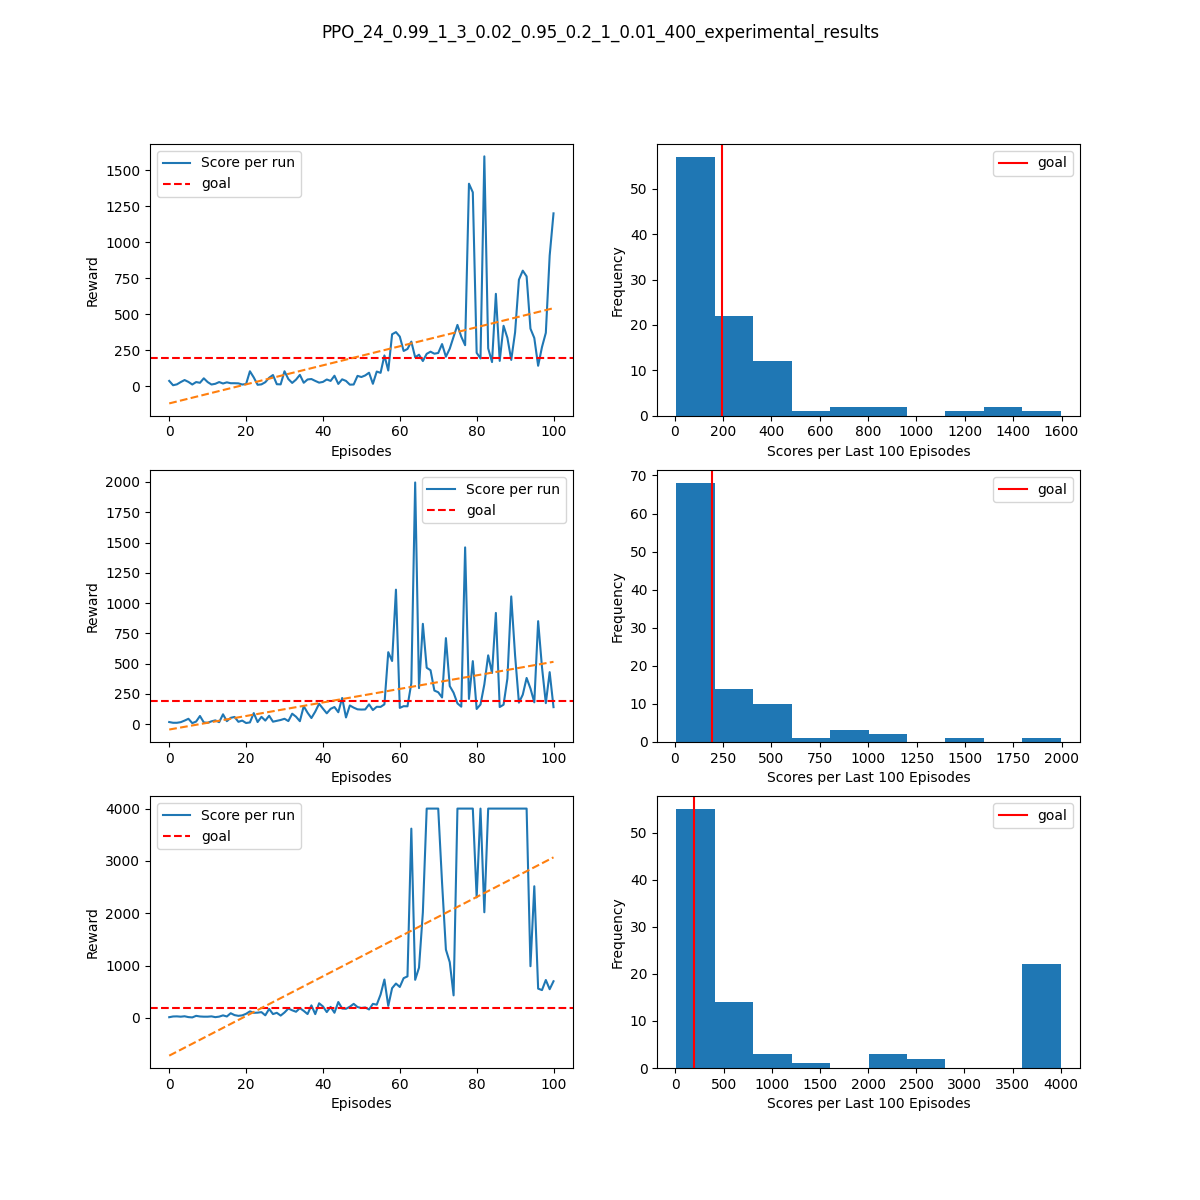 PPO_24_0.99_1_3_0.02_0.95_0.2_1_0.01_400_experimental_results
Score per run
goal
Reward
1500
1250
1000
750
500
250
0
0 20 40 60 80 100
Episodes
goal
Frequency
50
40
30
20
10
0
0 200 400 600 800 1000 1200 1400 1600
Scores per Last 100 Episodes
Score per run
goal
Reward
2000
1750
1500
1250
1000
750
500
250
0
0 20 40 60 80 100
Episodes
goal
Frequency
70
60
50
40
30
20
10
0
0 250 500 750 1000 1250 1500 1750 2000
Scores per Last 100 Episodes
Score per run
goal
Reward
4000
3000
2000
1000
0
0 20 40 60 80 100
Episodes
goal
Frequency
50
40
30
20
10
0
0 500 1000 1500 2000 2500 3000 3500 4000
Scores per Last 100 Episodes